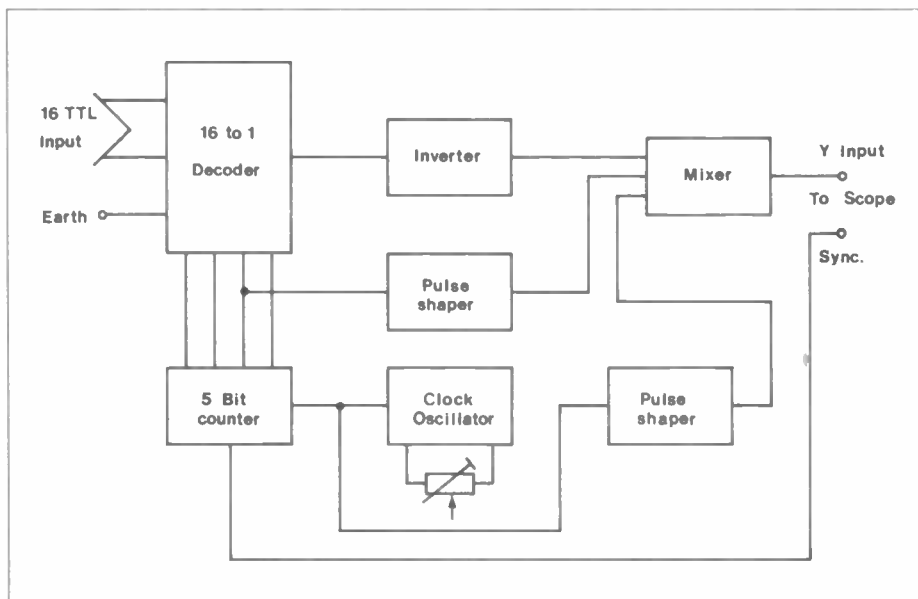 16 TTL
Input
Earth
16 to 1
Decoder
Inverter
Mixer
Y Input
To Scope
Sync.
Pulse
shaper
5 Bit
counter
Clock
Oscillator
Pulse
shaper